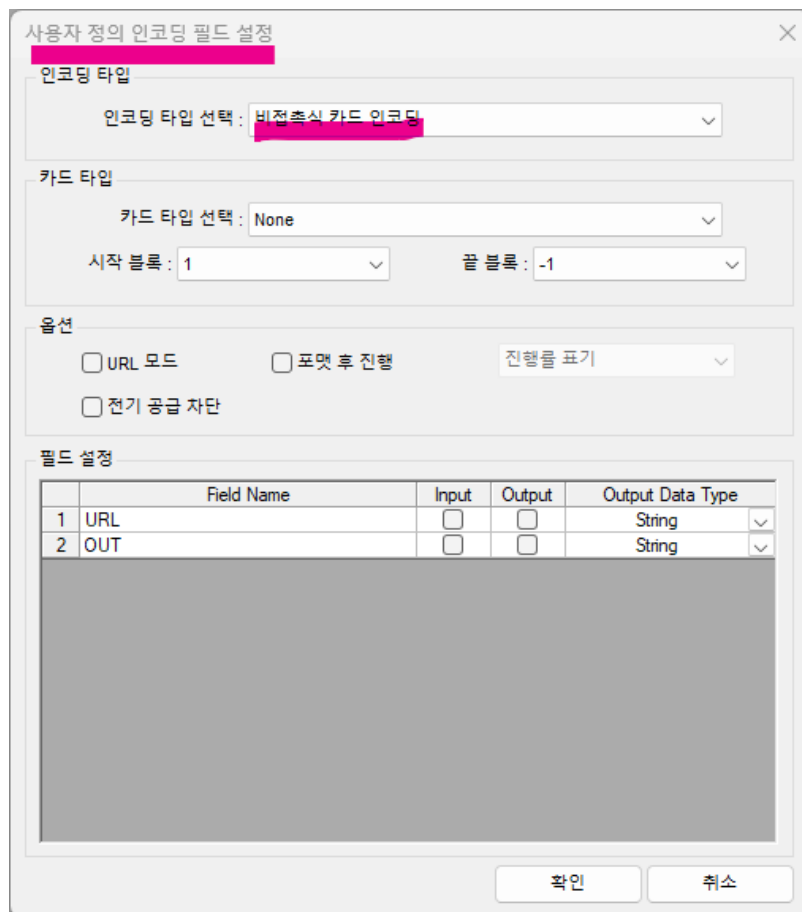 사용자 정의 인코딩 필드 설정
인코딩 타입
인코딩 타입 선택 : 비접촉식 카드 인코딩
카드 타입
카드 타입 선택 : None
시작 블록 : 1 끝 블록 : -1
옵션
URL 모드 포맷 후 진행 진행률 표기
전기 공급 차단
필드 설정
Field Name Input Output Output Data Type
1 URL String
2 OUT String
확인 취소